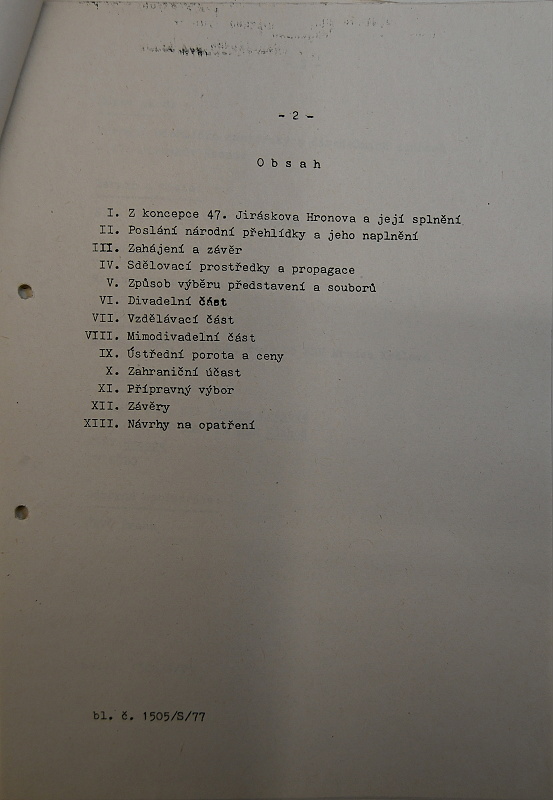 - 2 -
O b s a h
I. Z koncepce 47. Jiráskova Hronova a její splnění
II. Poslání národní přehlídky a jeho naplnění
III. Zahájení a závěr
IV. Sdělovací prostředky a propagace
V. Způsob výběru představení a souborů
VI. Divadelní část
VII. Vzdělávací část
VIII. Mimodivadelní část
IX. Ústřední porota a ceny
X. Zahraniční účast
XI. Přípravný výbor
XII. Závěry
XIII. Návrhy na opatření
bl. č. 1505/S/77